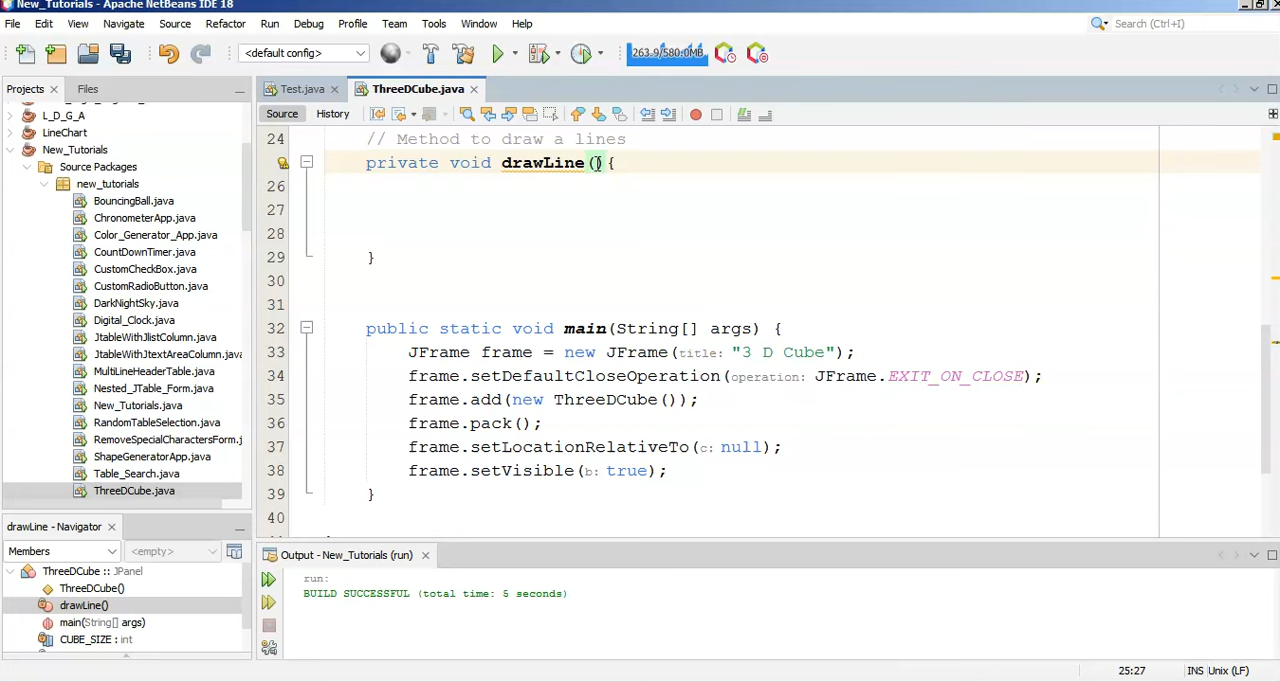 New_Tutorials - Apache NetBeans IDE 18
File Edit View Navigate Source Refactor Run Debug Profile Team Tools Window Help
Search (Ctrl+I)
<default config>
263.9/580.0MB
Projects
Files
Test.java
ThreeDCube.java
Source
History
L_D_G_A
LineChart
New_Tutorials
Source Packages
new_tutorials
BouncingBall.java
ChronometerApp.java
Color_Generator_App.java
CountDownTimer.java
CustomCheckBox.java
CustomRadioButton.java
DarkNightSky.java
Digital_Clock.java
JtableWithJlistColumn.java
JtableWithJtextAreaColumn.java
MultiLineHeaderTable.java
Nested_JTable_Form.java
New_Tutorials.java
RandomTableSelection.java
RemoveSpecialCharactersForm.j
ShapeGeneratorApp.java
Table_Search.java
ThreeDCube.java
24 // Method to draw a lines
private void drawLine(){
26
27
28
29 }
30
31
32 public static void main(String[] args) {
33 JFrame frame = new JFrame(title: "3 D Cube");
34 frame.setDefaultCloseOperation(operation: JFrame.EXIT_ON_CLOSE);
35 frame.add(new ThreeDCube());
36 frame.pack();
37 frame.setLocationRelativeTo(c: null);
38 frame.setVisible(b: true);
39 }
40
drawLine - Navigator
Members
<empty>
ThreeDCube :: JPanel
ThreeDCube()
drawLine()
main(String[] args)
CUBE_SIZE : int
Output - New_Tutorials (run)
run:
BUILD SUCCESSFUL (total time: 5 seconds)
25:27
INS Unix (LF)